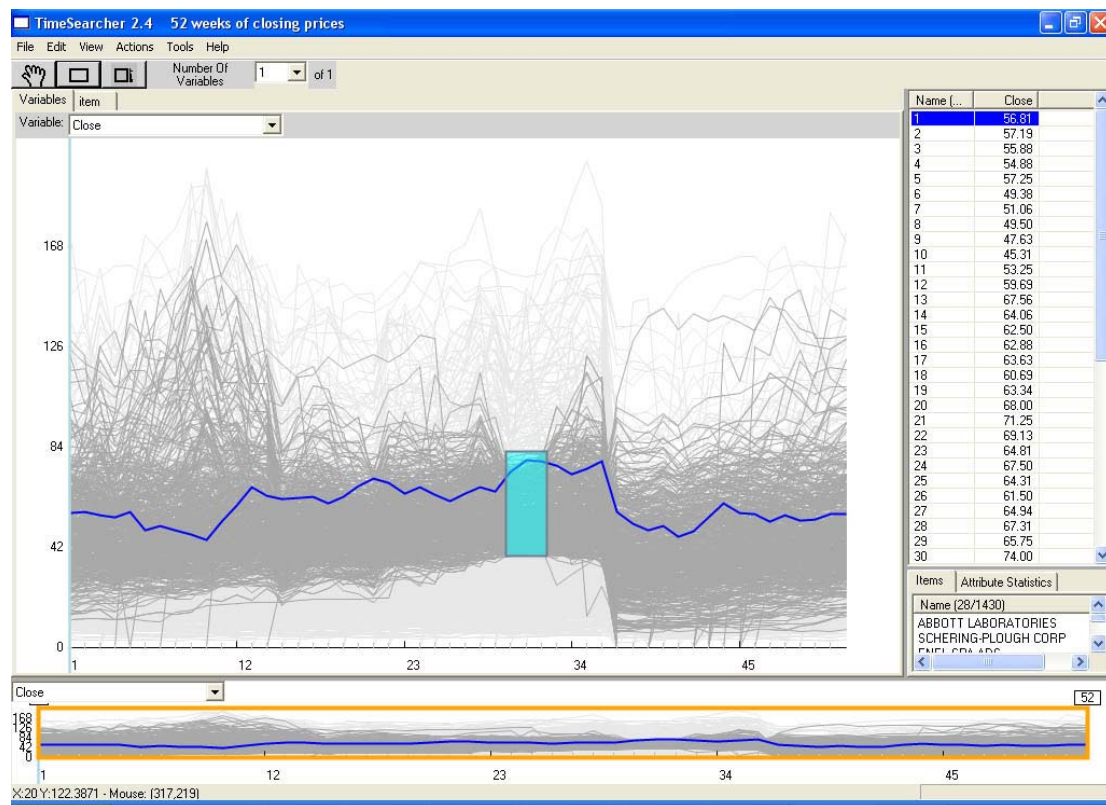 TimeSearcher 2.4 52 weeks of closing prices
File Edit View Actions Tools Help
Number Of Variables 1 of 1
Variables item
Variable: Close
168
126
84
42
0
1 12 23 34 45
Name (... Close
1 56.81
2 57.19
3 55.88
4 54.88
5 57.25
6 49.38
7 51.06
8 49.50
9 47.63
10 45.31
11 53.25
12 59.69
13 67.56
14 64.06
15 62.50
16 62.88
17 63.63
18 60.69
19 63.34
20 68.00
21 71.25
22 69.13
23 64.81
24 67.50
25 64.31
26 61.50
27 64.94
28 67.31
29 65.75
30 74.00
Items Attribute Statistics
Name (28/1430)
ABBOTT LABORATORIES
SCHERING-PLOUGH CORP
Close
52
168
126
84
42
0
1 12 23 34 45
X:20 Y:122.3871 - Mouse: (317,219)